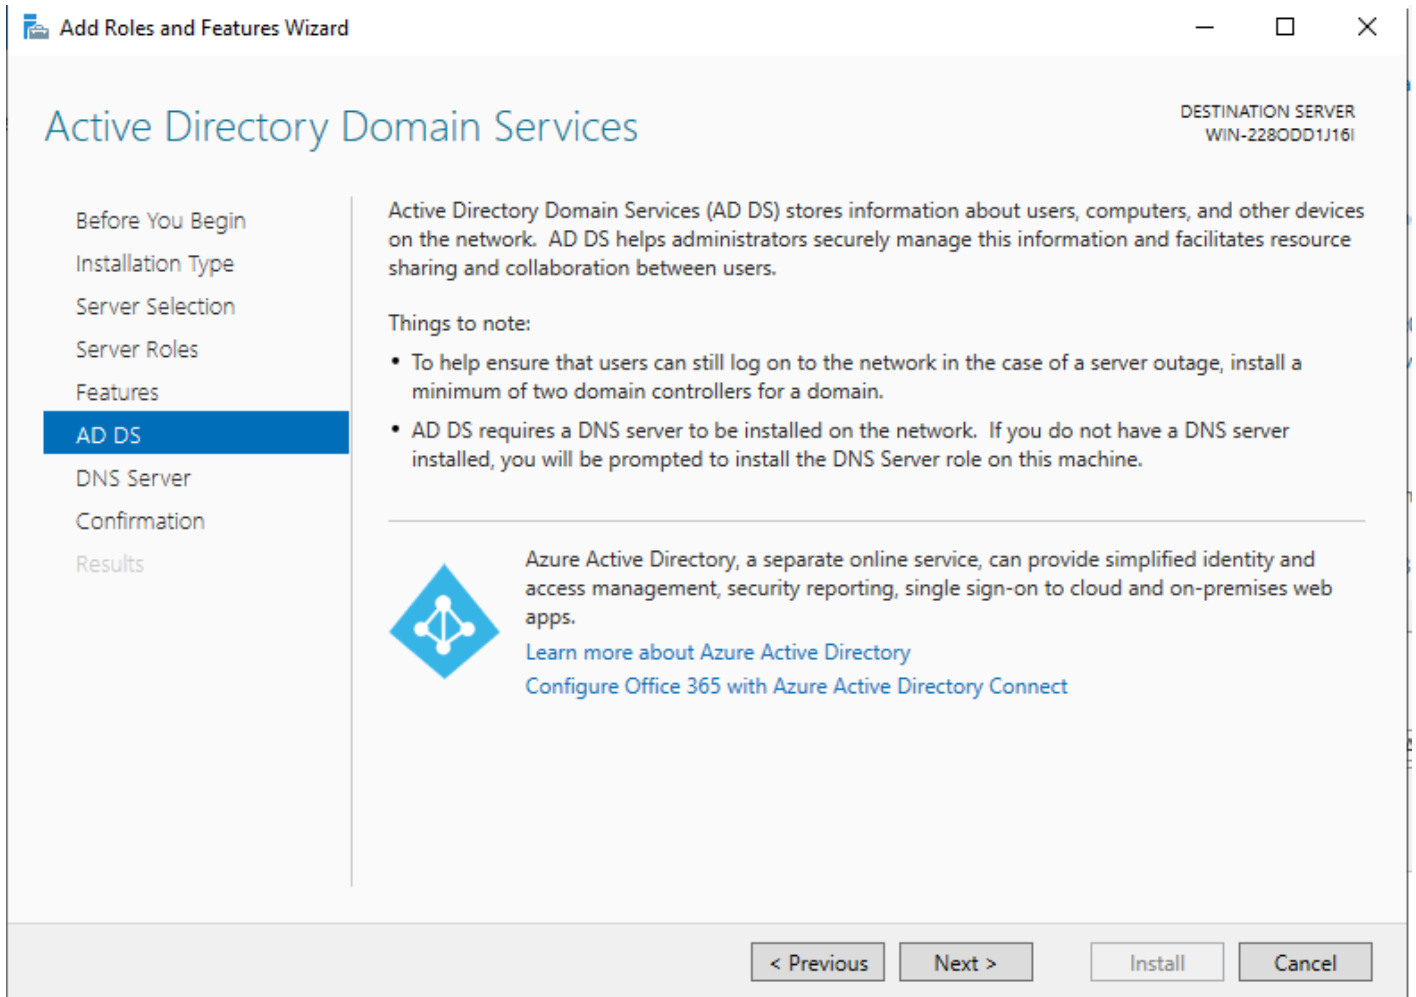 Add Roles and Features Wizard
Active Directory Domain Services
DESTINATION SERVER
WIN-228ODD1J16I
Before You Begin
Installation Type
Server Selection
Server Roles
Features
AD DS
DNS Server
Confirmation
Results
Active Directory Domain Services (AD DS) stores information about users, computers, and other devices
on the network.  AD DS helps administrators securely manage this information and facilitates resource
sharing and collaboration between users.
Things to note:
• To help ensure that users can still log on to the network in the case of a server outage, install a
minimum of two domain controllers for a domain.
• AD DS requires a DNS server to be installed on the network.  If you do not have a DNS server
installed, you will be prompted to install the DNS Server role on this machine.
Azure Active Directory, a separate online service, can provide simplified identity and
access management, security reporting, single sign-on to cloud and on-premises web
apps.
Learn more about Azure Active Directory
Configure Office 365 with Azure Active Directory Connect
< Previous
Next >
Install
Cancel